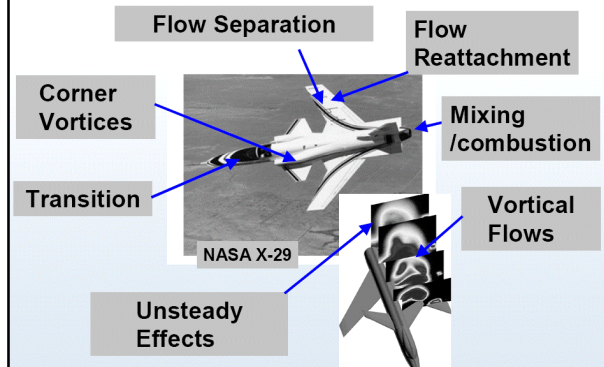 Flow Separation
Flow
Reattachment
Corner
Vortices
Mixing
/combustion
Transition
Vortical
Flows
NASA X-29
Unsteady
Effects